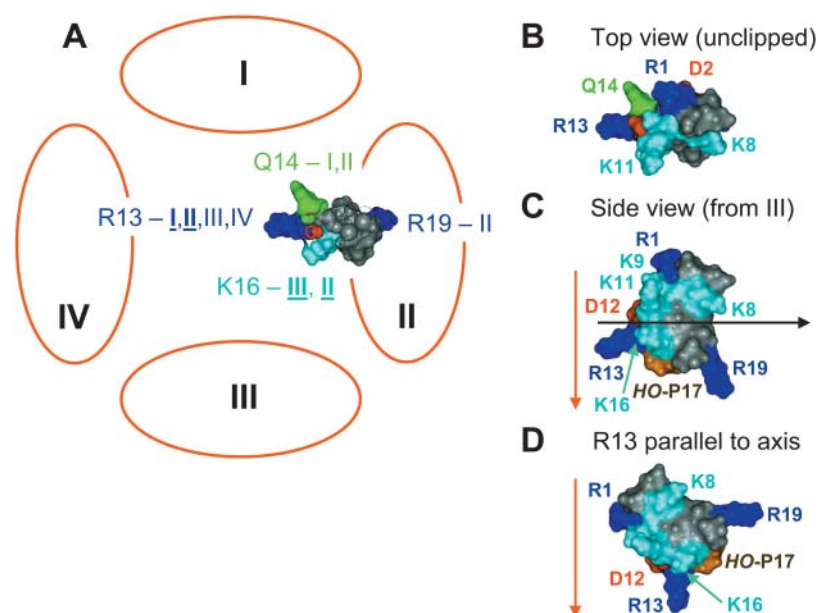 A
I
Q14 – I,II
R13 – I,II,III,IV
R19 – II
K16 – III, II
IV
II
III
B
Top view (unclipped)
R1
D2
Q14
R13
K11
K8
C
Side view (from III)
R1
K9
K11
K8
D12
R13
R19
HO-P17
K16
D
R13 parallel to axis
K8
R1
R19
HO-P17
D12
K16
R13